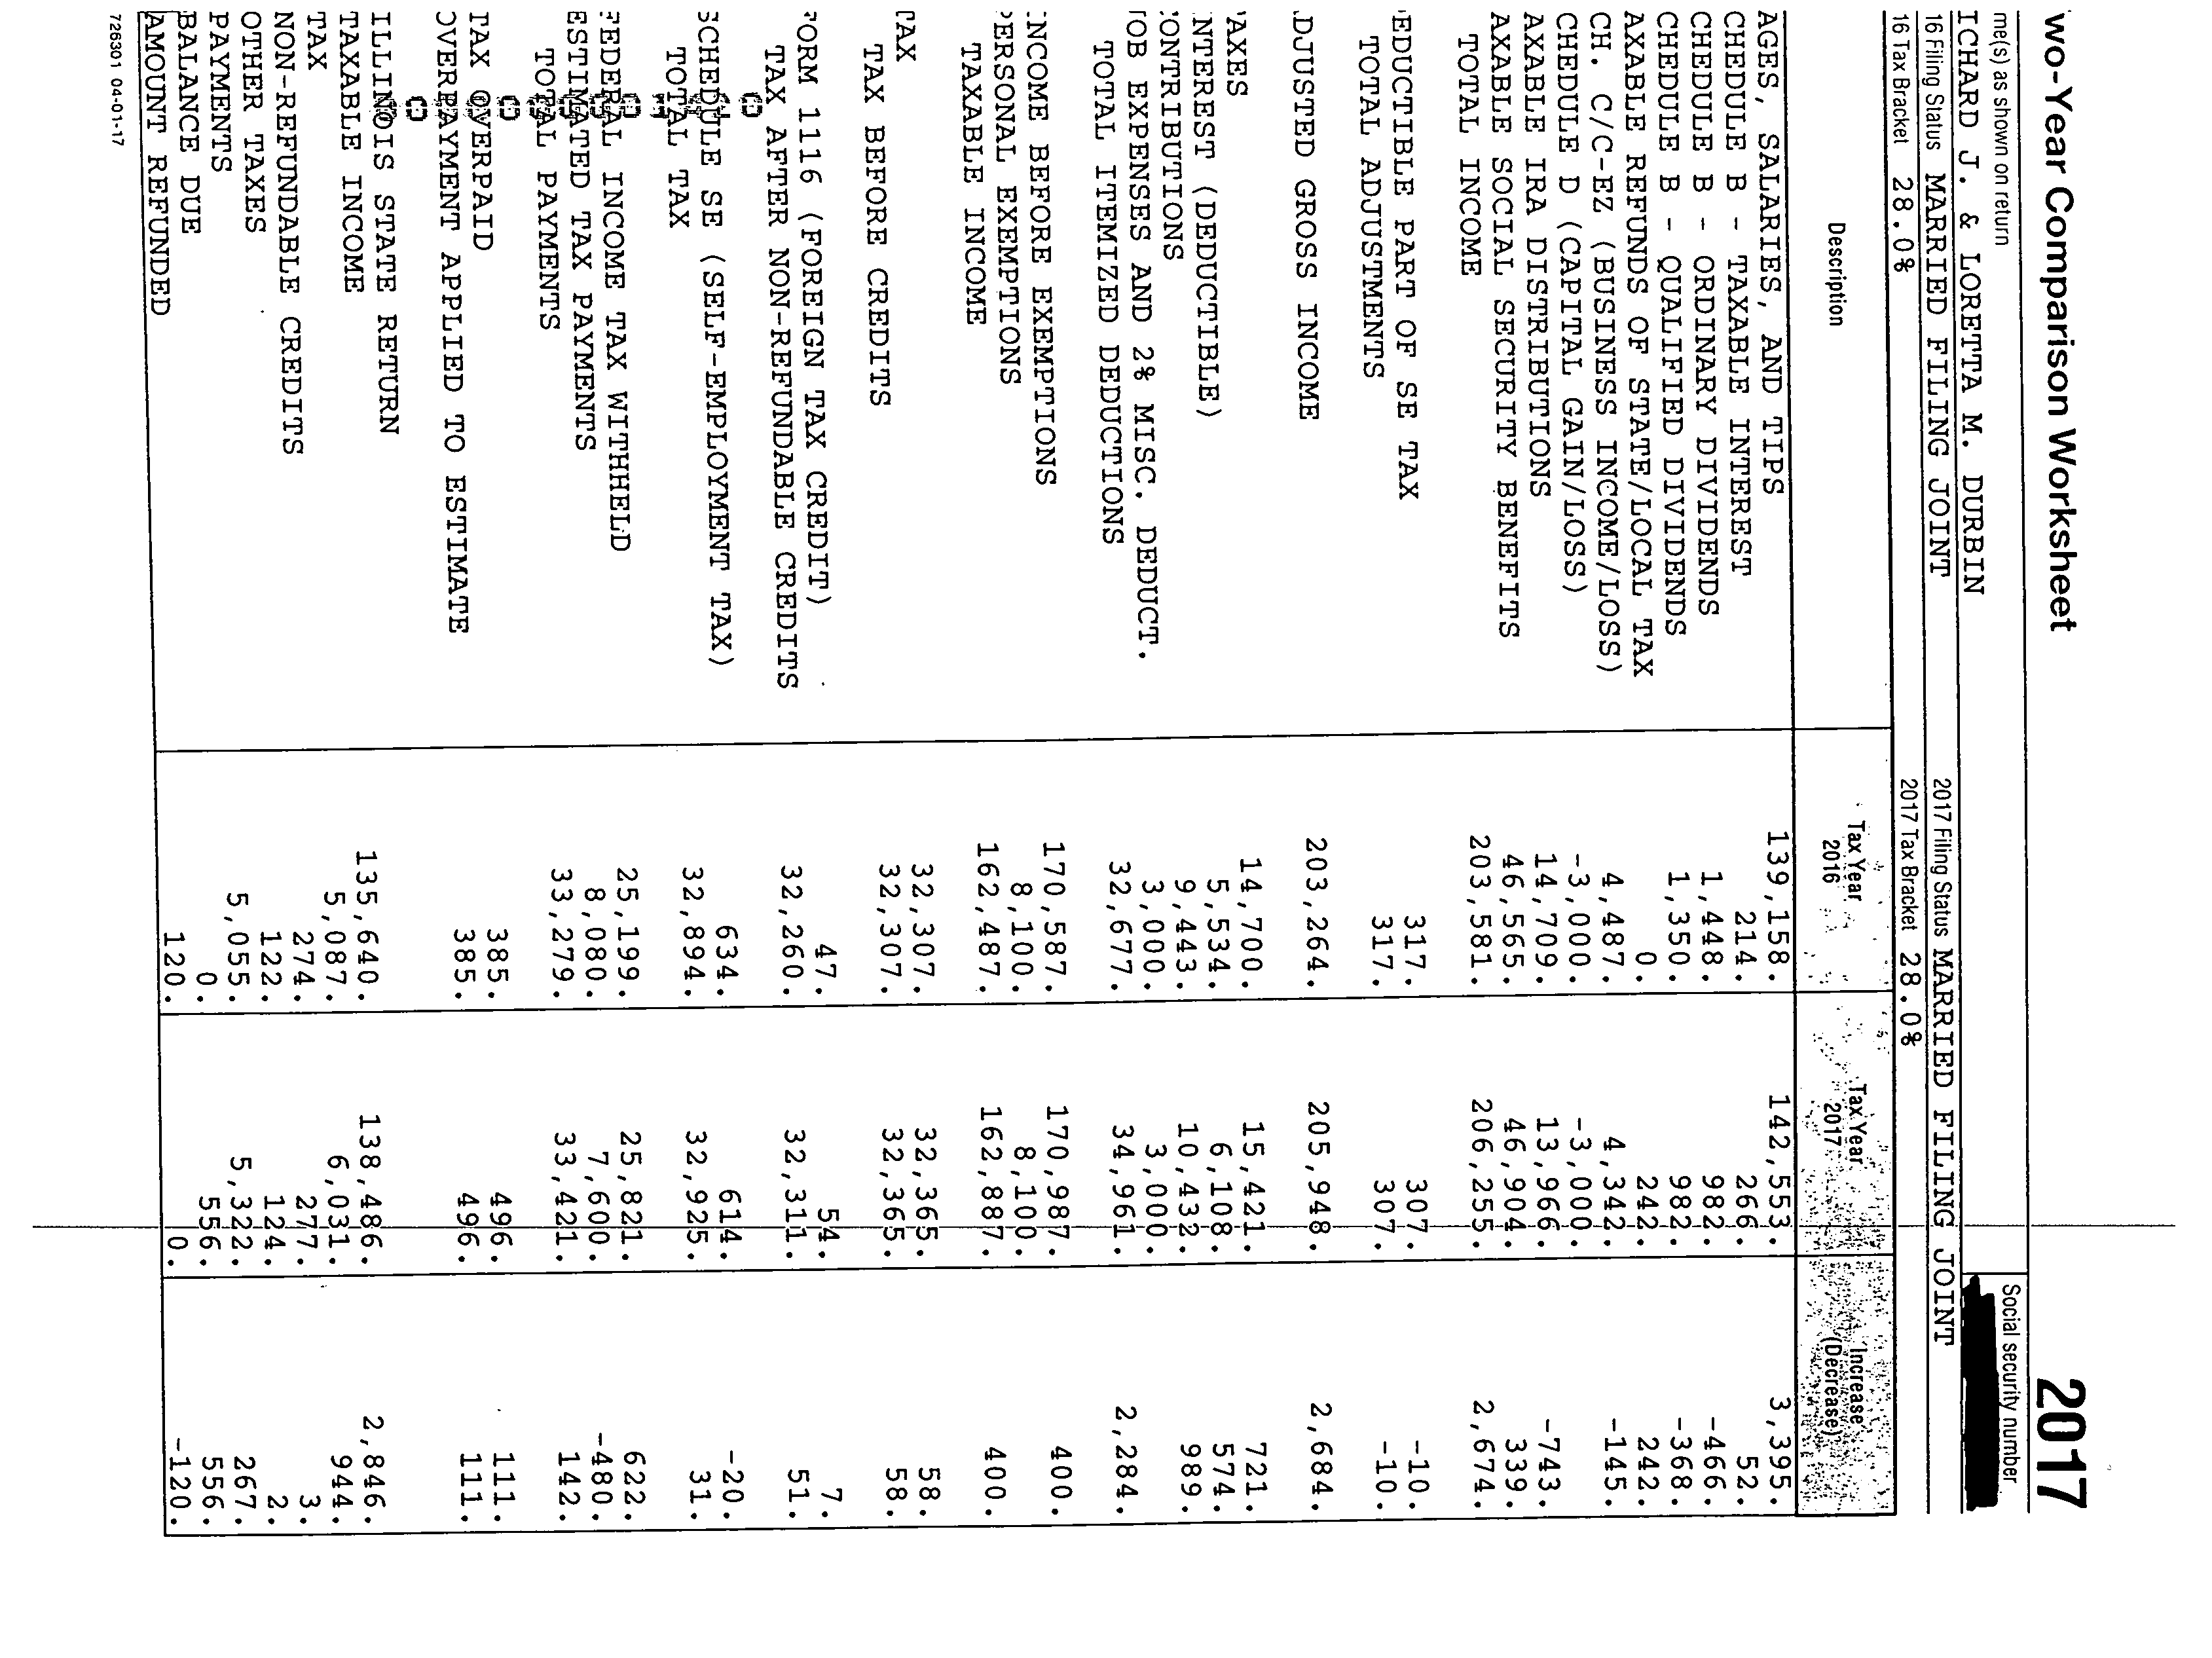 wo-Year Comparison Worksheet 2017
me(s) as shown on return Social security number
ICHARD J. & LORETTA M. DURBIN
16 Filing Status MARRIED FILING JOINT 2017 Filing Status MARRIED FILING JOINT
16 Tax Bracket 28.0% 2017 Tax Bracket 28.0%
Description Tax Year 2016 Tax Year 2017 Increase (Decrease)
AGES, SALARIES, AND TIPS 139,158. 142,553. 3,395.
CHEDULE B - TAXABLE INTEREST 214. 266. 52.
CHEDULE B - ORDINARY DIVIDENDS 1,448. 982. -466.
CHEDULE B - QUALIFIED DIVIDENDS 1,350. 982. -368.
AXABLE REFUNDS OF STATE/LOCAL TAX 0. 242. 242.
CH. C/C-EZ (BUSINESS INCOME/LOSS) 4,487. 4,342. -145.
CHEDULE D (CAPITAL GAIN/LOSS) -3,000. -3,000.
AXABLE IRA DISTRIBUTIONS 14,709. 13,966. -743.
AXABLE SOCIAL SECURITY BENEFITS 46,565. 46,904. 339.
TOTAL INCOME 203,581. 206,255. 2,674.
EDUCTIBLE PART OF SE TAX 317. 307. -10.
TOTAL ADJUSTMENTS 317. 307. -10.
DJUSTED GROSS INCOME 203,264. 205,948. 2,684.
AXES 14,700. 15,421. 721.
NTEREST (DEDUCTIBLE) 5,534. 6,108. 574.
ONTRIBUTIONS 9,443. 10,432. 989.
OB EXPENSES AND 2% MISC. DEDUCT. 3,000. 3,000.
TOTAL ITEMIZED DEDUCTIONS 32,677. 34,961. 2,284.
INCOME BEFORE EXEMPTIONS 170,587. 170,987. 400.
PERSONAL EXEMPTIONS 8,100. 8,100.
TAXABLE INCOME 162,487. 162,887. 400.
TAX 32,307. 32,365. 58.
TAX BEFORE CREDITS 32,307. 32,365. 58.
FORM 1116 (FOREIGN TAX CREDIT) 47. 54. 7.
TAX AFTER NON-REFUNDABLE CREDITS 32,260. 32,311. 51.
SCHEDULE SE (SELF-EMPLOYMENT TAX) 634. 614. -20.
TOTAL TAX 32,894. 32,925. 31.
FEDERAL INCOME TAX WITHHELD 25,199. 25,821. 622.
ESTIMATED TAX PAYMENTS 8,080. 7,600. -480.
TOTAL PAYMENTS 33,279. 33,421. 142.
TAX OVERPAID 385. 496. 111.
OVERPAYMENT APPLIED TO ESTIMATE 385. 496. 111.
ILLINOIS STATE RETURN
TAXABLE INCOME 135,640. 138,486. 2,846.
TAX 5,087. 6,031. 944.
NON-REFUNDABLE CREDITS 274. 277. 3.
OTHER TAXES 122. 124. 2.
PAYMENTS 5,055. 5,322. 267.
BALANCE DUE 0. 556. 556.
AMOUNT REFUNDED 120. 0. -120.
726301 04-01-17